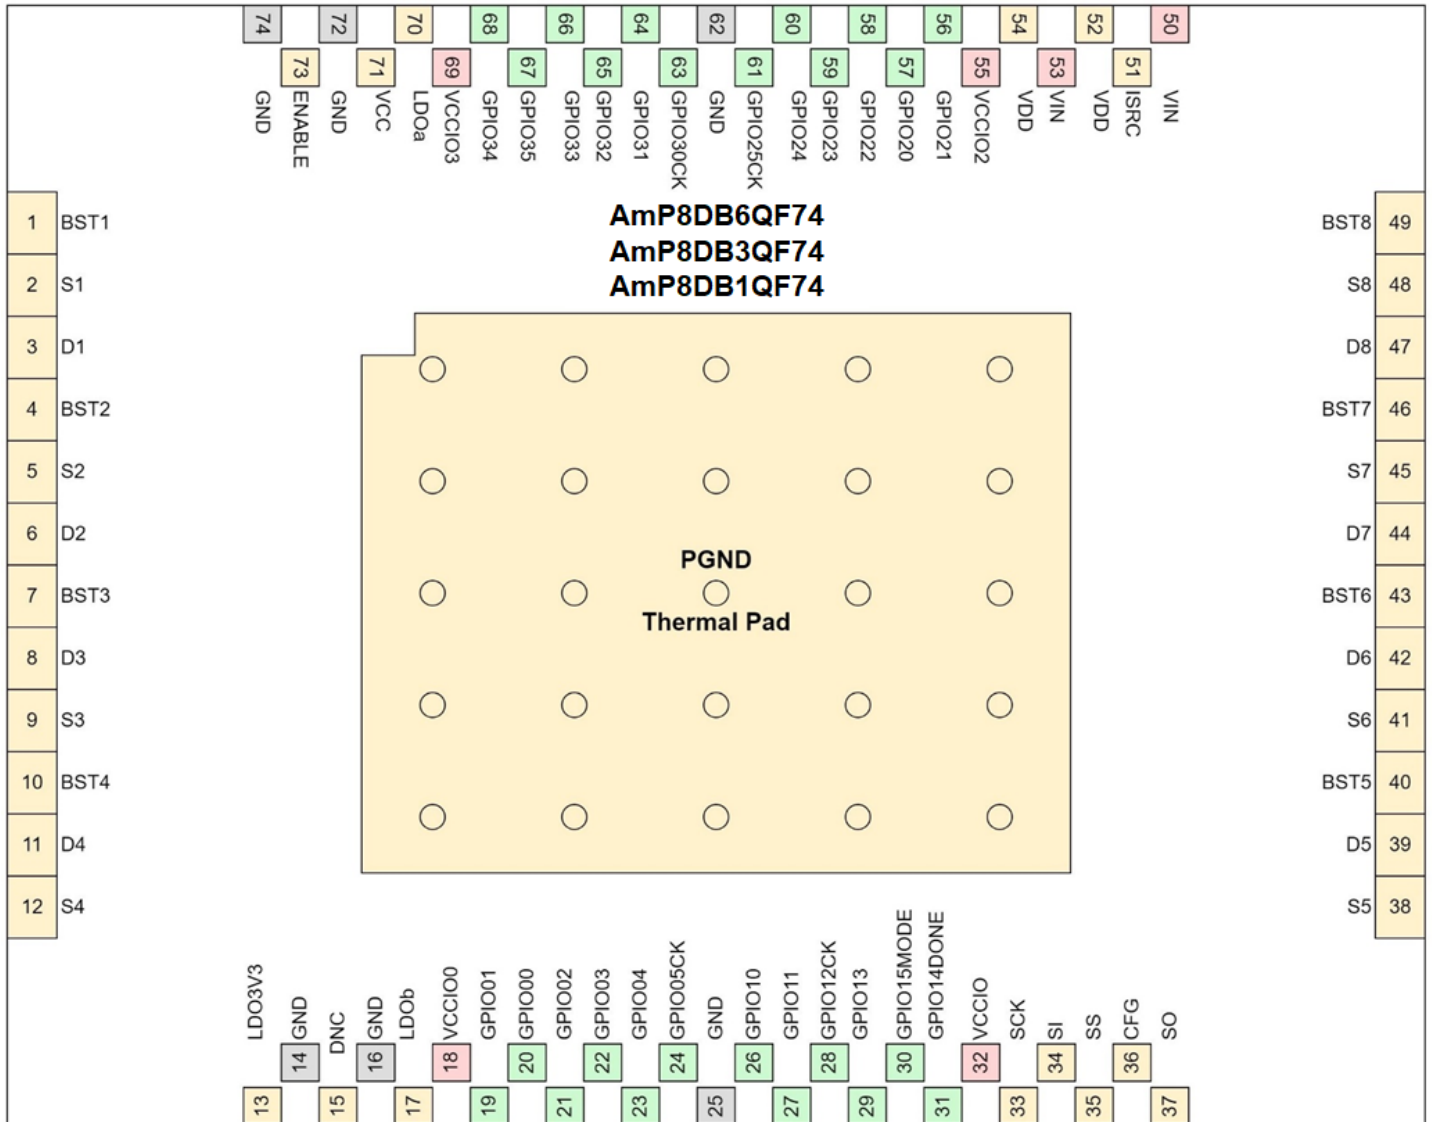 74 72 70 68 66 64 62 60 58 56 54 52 50
73 71 69 67 65 63 61 59 57 55 53 51
GND ENABLE GND VCC LDOa VCCIO3 GPIO34 GPIO35 GPIO33 GPIO32 GPIO31 GPIO30CK GND GPIO25CK GPIO24 GPIO23 GPIO22 GPIO20 GPIO21 VCCIO2 VDD VIN VDD ISRC VIN
AmP8DB6QF74
AmP8DB3QF74
AmP8DB1QF74
1 BST1 BST8 49
2 S1 S8 48
3 D1 D8 47
4 BST2 BST7 46
5 S2 S7 45
6 D2 D7 44
PGND
7 BST3 BST6 43
Thermal Pad
8 D3 D6 42
9 S3 S6 41
10 BST4 BST5 40
11 D4 D5 39
12 S4 S5 38
LDO3V3 GND DNC GND LDOb VCCIO0 GPIO01 GPIO00 GPIO02 GPIO03 GPIO04 GPIO05CK GND GPIO10 GPIO11 GPIO12CK GPIO13 GPIO15MODE GPIO14DONE VCCIO SCK SI SS CFG SO
14 16 18 20 22 24 26 28 30 32 34 36
13 15 17 19 21 23 25 27 29 31 33 35 37